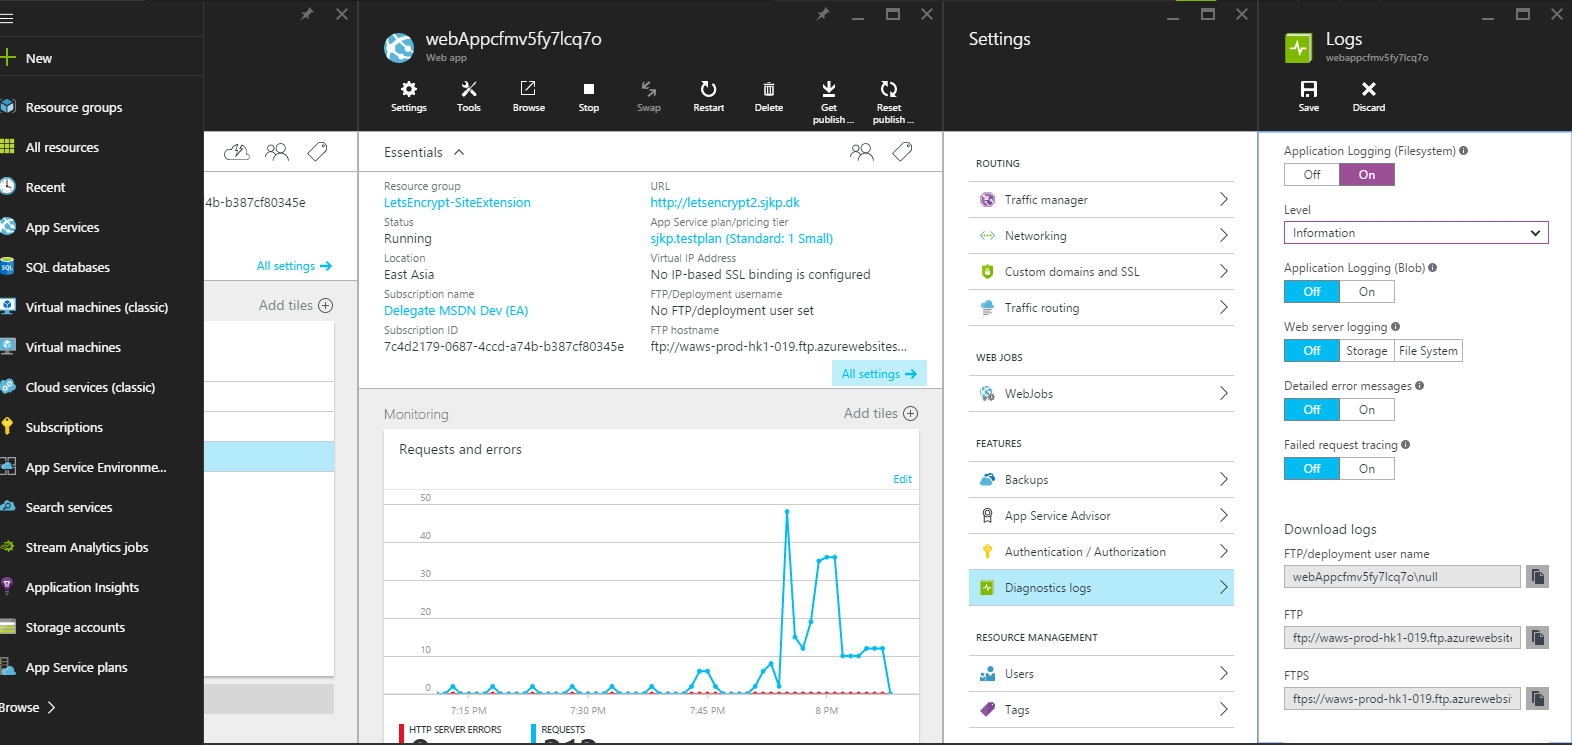 New
Resource groups
All resources
Recent
App Services
SQL databases
Virtual machines (classic)
Virtual machines
Cloud services (classic)
Subscriptions
App Service Environme...
Search services
Stream Analytics jobs
Application Insights
Storage accounts
App Service plans
Browse
4b-b387cf80345e
All settings
Add tiles
webAppcfmv5fy7lcq7o
Web app
Settings
Tools
Browse
Stop
Swap
Restart
Delete
Get publish ...
Reset publish ...
Essentials
Resource group
LetsEncrypt-SiteExtension
Status
Running
Location
East Asia
Subscription name
Delegate MSDN Dev (EA)
Subscription ID
7c4d2179-0687-4ccd-a74b-b387cf80345e
URL
http://letsencrypt2.sjkp.dk
App Service plan/pricing tier
sjkp.testplan (Standard: 1 Small)
Virtual IP Address
No IP-based SSL binding is configured
FTP/Deployment username
No FTP/deployment user set
FTP hostname
ftp://waws-prod-hk1-019.ftp.azurewebsites...
All settings
Monitoring
Add tiles
Requests and errors
Edit
50
40
30
20
10
0
7:15 PM
7:30 PM
7:45 PM
8 PM
HTTP SERVER ERRORS
REQUESTS
Settings
ROUTING
Traffic manager
Networking
Custom domains and SSL
Traffic routing
WEB JOBS
WebJobs
FEATURES
Backups
App Service Advisor
Authentication / Authorization
Diagnostics logs
RESOURCE MANAGEMENT
Users
Tags
Logs
webappcfmv5fy7lcq7o
Save
Discard
Application Logging (Filesystem)
Off On
Level
Information
Application Logging (Blob)
Off On
Web server logging
Off Storage File System
Detailed error messages
Off On
Failed request tracing
Off On
Download logs
FTP/deployment user name
webAppcfmv5fy7lcq7o\null
FTP
ftp://waws-prod-hk1-019.ftp.azurewebsite
FTPS
ftps://waws-prod-hk1-019.ftp.azurewebsi